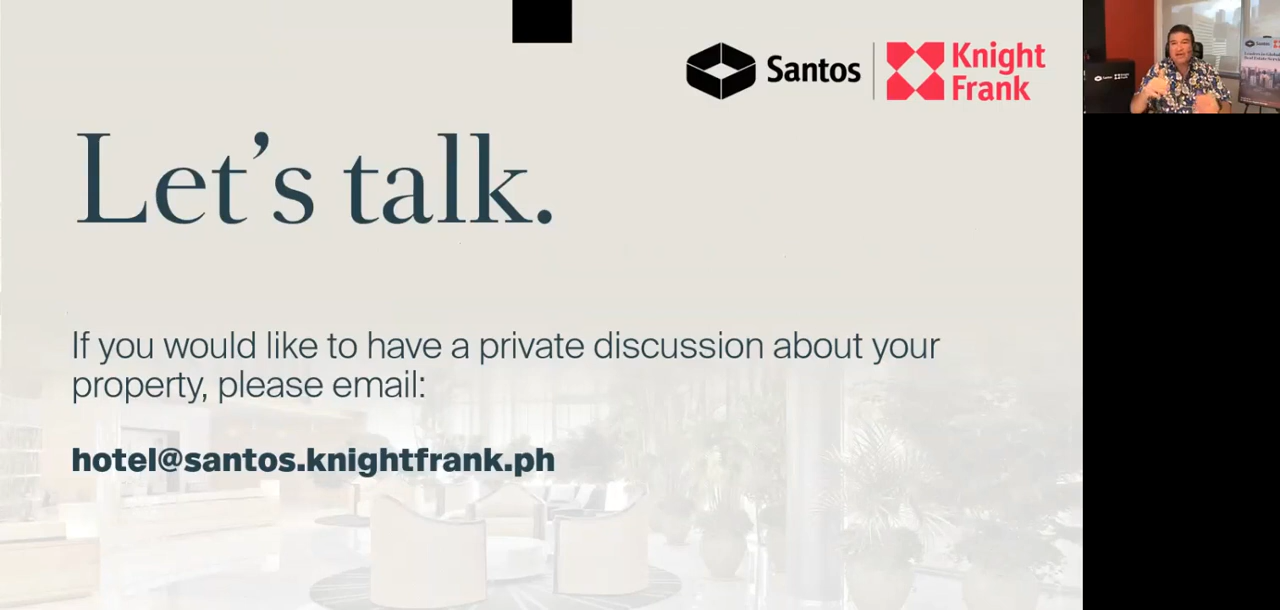 Santos
Knight
Frank
Let's talk.
If you would like to have a private discussion about your
property, please email:
hotel@santos.knightfrank.ph
Santos